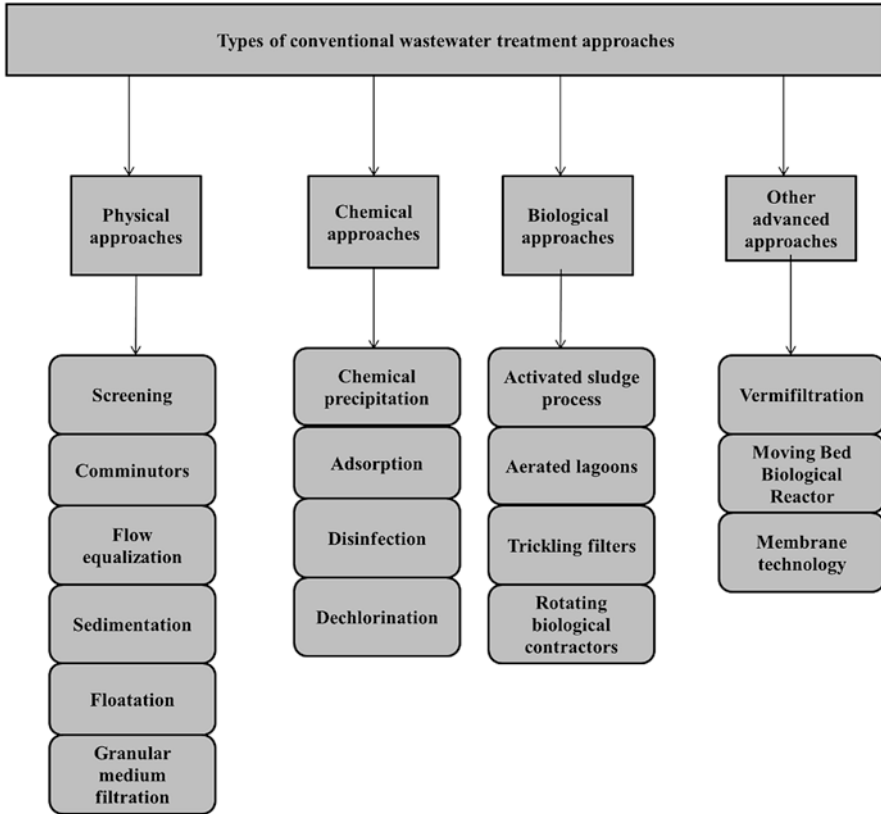 Types of conventional wastewater treatment approaches
Physical
approaches
Chemical
approaches
Biological
approaches
Other
advanced
approaches
Screening
Comminutors
Flow
equalization
Sedimentation
Floatation
Granular
medium
filtration
Chemical
precipitation
Adsorption
Disinfection
Dechlorination
Activated sludge
process
Aerated lagoons
Trickling filters
Rotating
biological
contractors
Vermifiltration
Moving Bed
Biological
Reactor
Membrane
technology